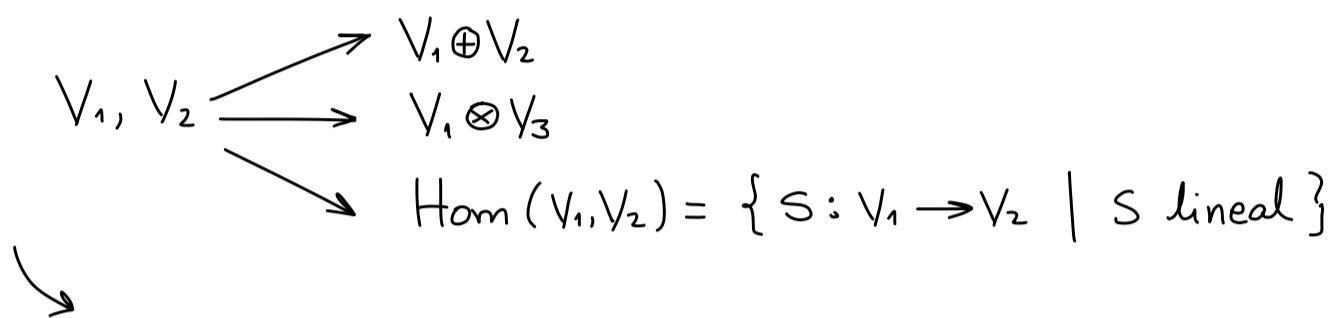 V₁ ⊕ V₂
V₁, V₂
V₁ ⊗ V₃
Hom (V₁, V₂) = { S : V₁ → V₂ | S lineal }